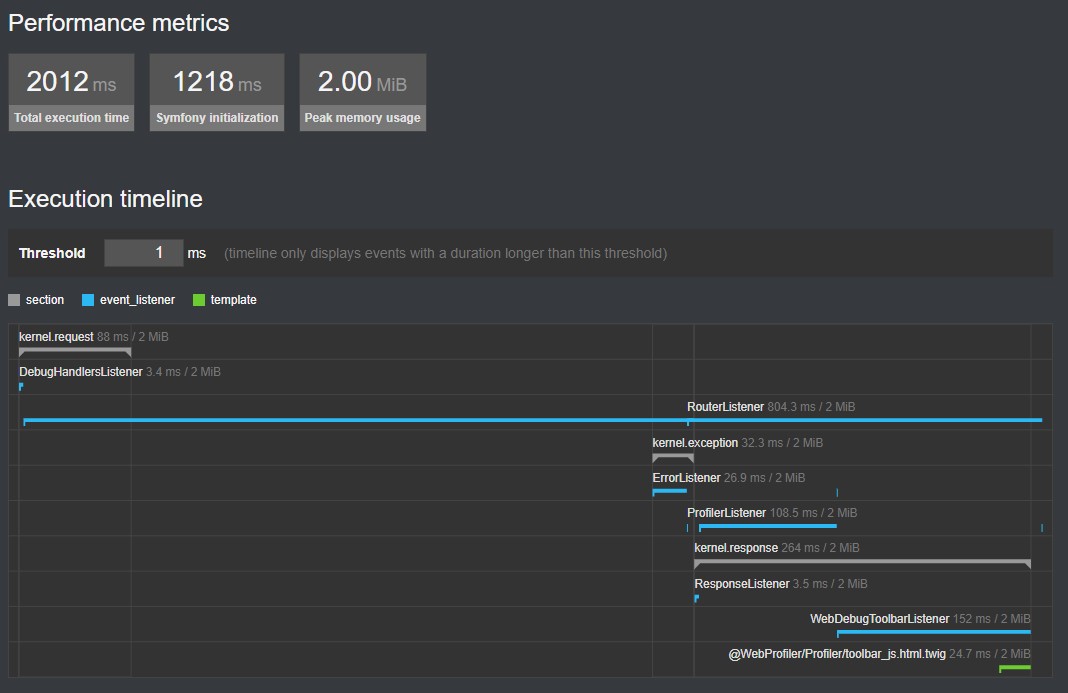 Performance metrics
2012 ms
Total execution time
1218 ms
Symfony initialization
2.00 MiB
Peak memory usage
Execution timeline
Threshold 1 ms (timeline only displays events with a duration longer than this threshold)
section event_listener template
kernel.request 88 ms / 2 MiB
DebugHandlersListener 3.4 ms / 2 MiB
RouterListener 804.3 ms / 2 MiB
kernel.exception 32.3 ms / 2 MiB
ErrorListener 26.9 ms / 2 MiB
ProfilerListener 108.5 ms / 2 MiB
kernel.response 264 ms / 2 MiB
ResponseListener 3.5 ms / 2 MiB
WebDebugToolbarListener 152 ms / 2 MiB
@WebProfiler/Profiler/toolbar_js.html.twig 24.7 ms / 2 MiB